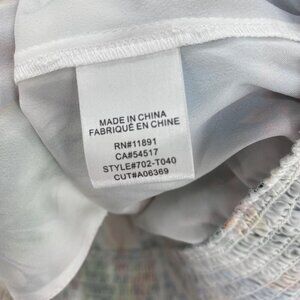 MADE IN CHINA
FABRIQUÉ EN CHINE
RN#11891
CA#54517
STYLE#702-T040
CUT#A06369